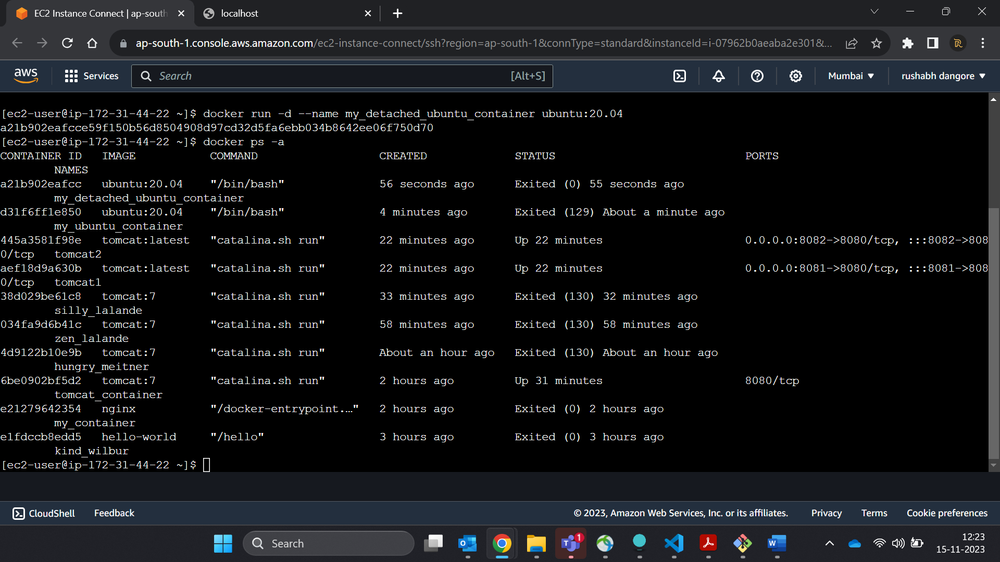 EC2 Instance Connect | ap-south
localhost
ap-south-1.console.aws.amazon.com/ec2-instance-connect/ssh?region=ap-south-1&connType=standard&instanceId=i-07962b0aeaba2e301&...
aws Services Search [Alt+S] Mumbai ▼ rushabh dangore ▼
[ec2-user@ip-172-31-44-22 ~]$ docker run -d --name my_detached_ubuntu_container ubuntu:20.04
a21b902eafcce59f150b56d8504908d97cd32d5fa6ebb034b8642ee06f750d70
[ec2-user@ip-172-31-44-22 ~]$ docker ps -a
CONTAINER ID   IMAGE           COMMAND                  CREATED             STATUS                            PORTS
        NAMES
a21b902eafcc   ubuntu:20.04    "/bin/bash"              56 seconds ago      Exited (0) 55 seconds ago
        my_detached_ubuntu_container
d31f6ff1e850   ubuntu:20.04    "/bin/bash"              4 minutes ago       Exited (129) About a minute ago
        my_ubuntu_container
445a3581f98e   tomcat:latest   "catalina.sh run"        22 minutes ago      Up 22 minutes                     0.0.0.0:8082->8080/tcp, :::8082->808
0/tcp   tomcat2
aef18d9a630b   tomcat:latest   "catalina.sh run"        22 minutes ago      Up 22 minutes                     0.0.0.0:8081->8080/tcp, :::8081->808
0/tcp   tomcat1
38d029be61c8   tomcat:7        "catalina.sh run"        33 minutes ago      Exited (130) 32 minutes ago
        silly_lalande
034fa9d6b41c   tomcat:7        "catalina.sh run"        58 minutes ago      Exited (130) 58 minutes ago
        zen_lalande
4d9122b10e9b   tomcat:7        "catalina.sh run"        About an hour ago   Exited (130) About an hour ago
        hungry_meitner
6be0902bf5d2   tomcat:7        "catalina.sh run"        2 hours ago         Up 31 minutes                     8080/tcp
        tomcat_container
e21279642354   nginx           "/docker-entrypoint.…"   2 hours ago         Exited (0) 2 hours ago
        my_container
e1fdccb8edd5   hello-world     "/hello"                 3 hours ago         Exited (0) 3 hours ago
        kind_wilbur
[ec2-user@ip-172-31-44-22 ~]$
CloudShell Feedback © 2023, Amazon Web Services, Inc. or its affiliates. Privacy Terms Cookie preferences
Search 1 12:23
15-11-2023